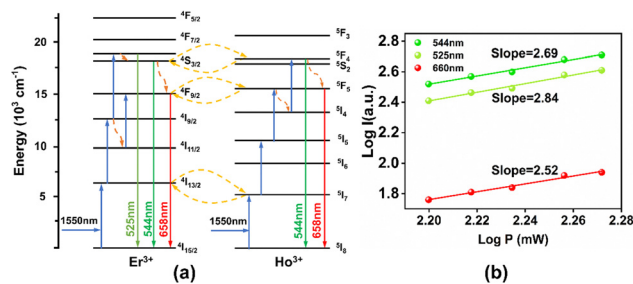 Energy (10³ cm⁻¹)
20
15
10
5
0
⁴F₅/₂
⁴F₇/₂
⁴S₃/₂
⁴F₉/₂
⁴I₉/₂
⁴I₁₁/₂
⁴I₁₃/₂
⁴I₁₅/₂
1550nm
525nm
544nm
658nm
Er³⁺
⁵F₃
⁵F₄
⁵S₂
⁵F₅
⁵I₄
⁵I₅
⁵I₆
⁵I₇
⁵I₈
1550nm
544nm
658nm
Ho³⁺
(a)
Log I(a.u.)
2.8
2.6
2.4
2.2
2.0
1.8
544nm
525nm
660nm
Slope=2.69
Slope=2.84
Slope=2.52
2.20 2.22 2.24 2.26 2.28
Log P (mW)
(b)